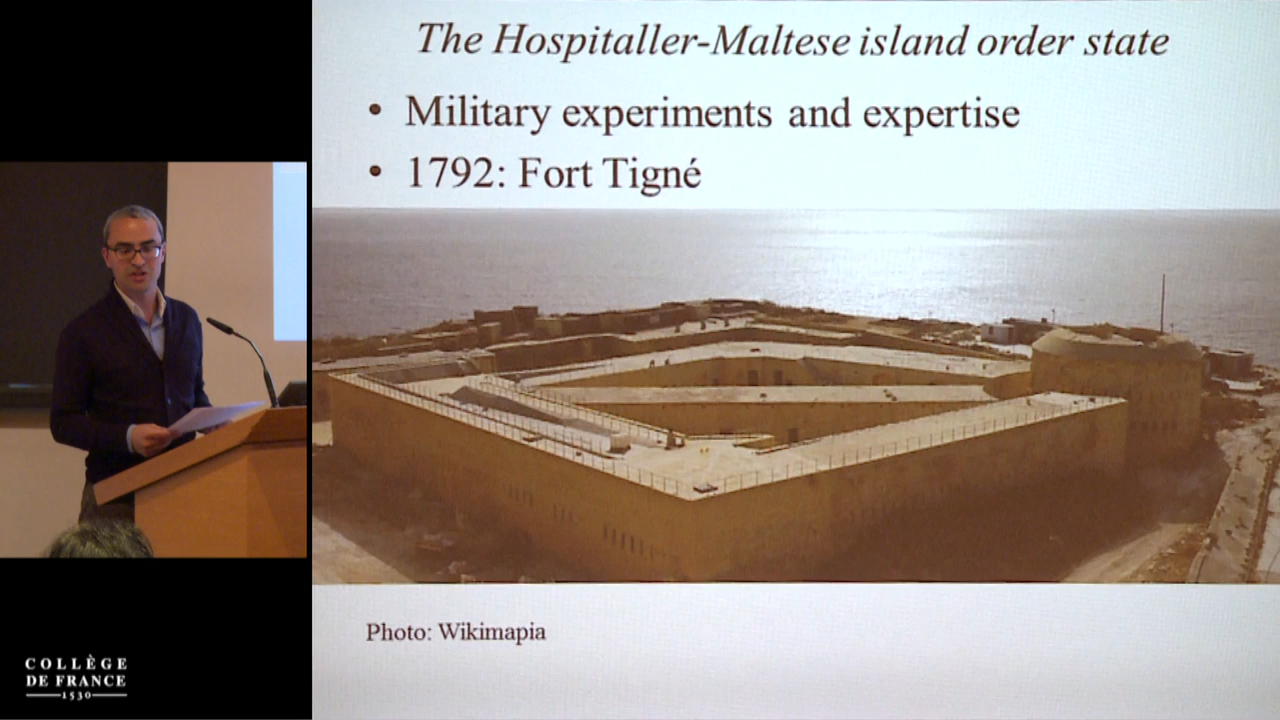 The Hospitaller-Maltese island order state
• Military experiments and expertise
• 1792: Fort Tigné
Photo: Wikimapia
COLLÈGE
DE FRANCE
1530